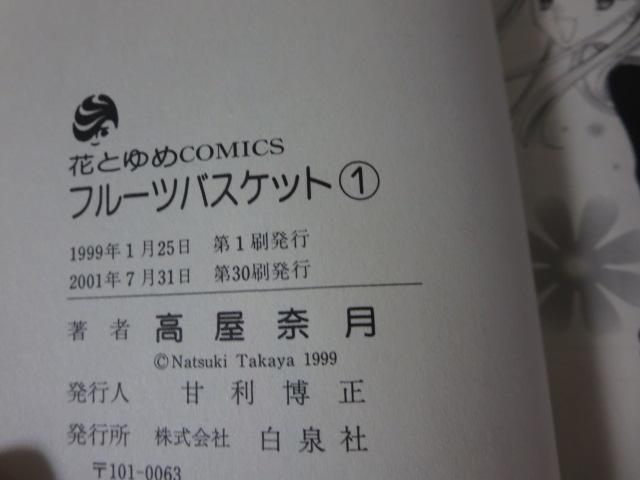 花とゆめCOMICS
フルーツバスケット①
1999年1月25日 第1刷発行
2001年7月31日 第30刷発行
著者 高屋奈月
©Natsuki Takaya 1999
発行人 甘利博正
発行所 株式会社 白泉社
〒101-0063